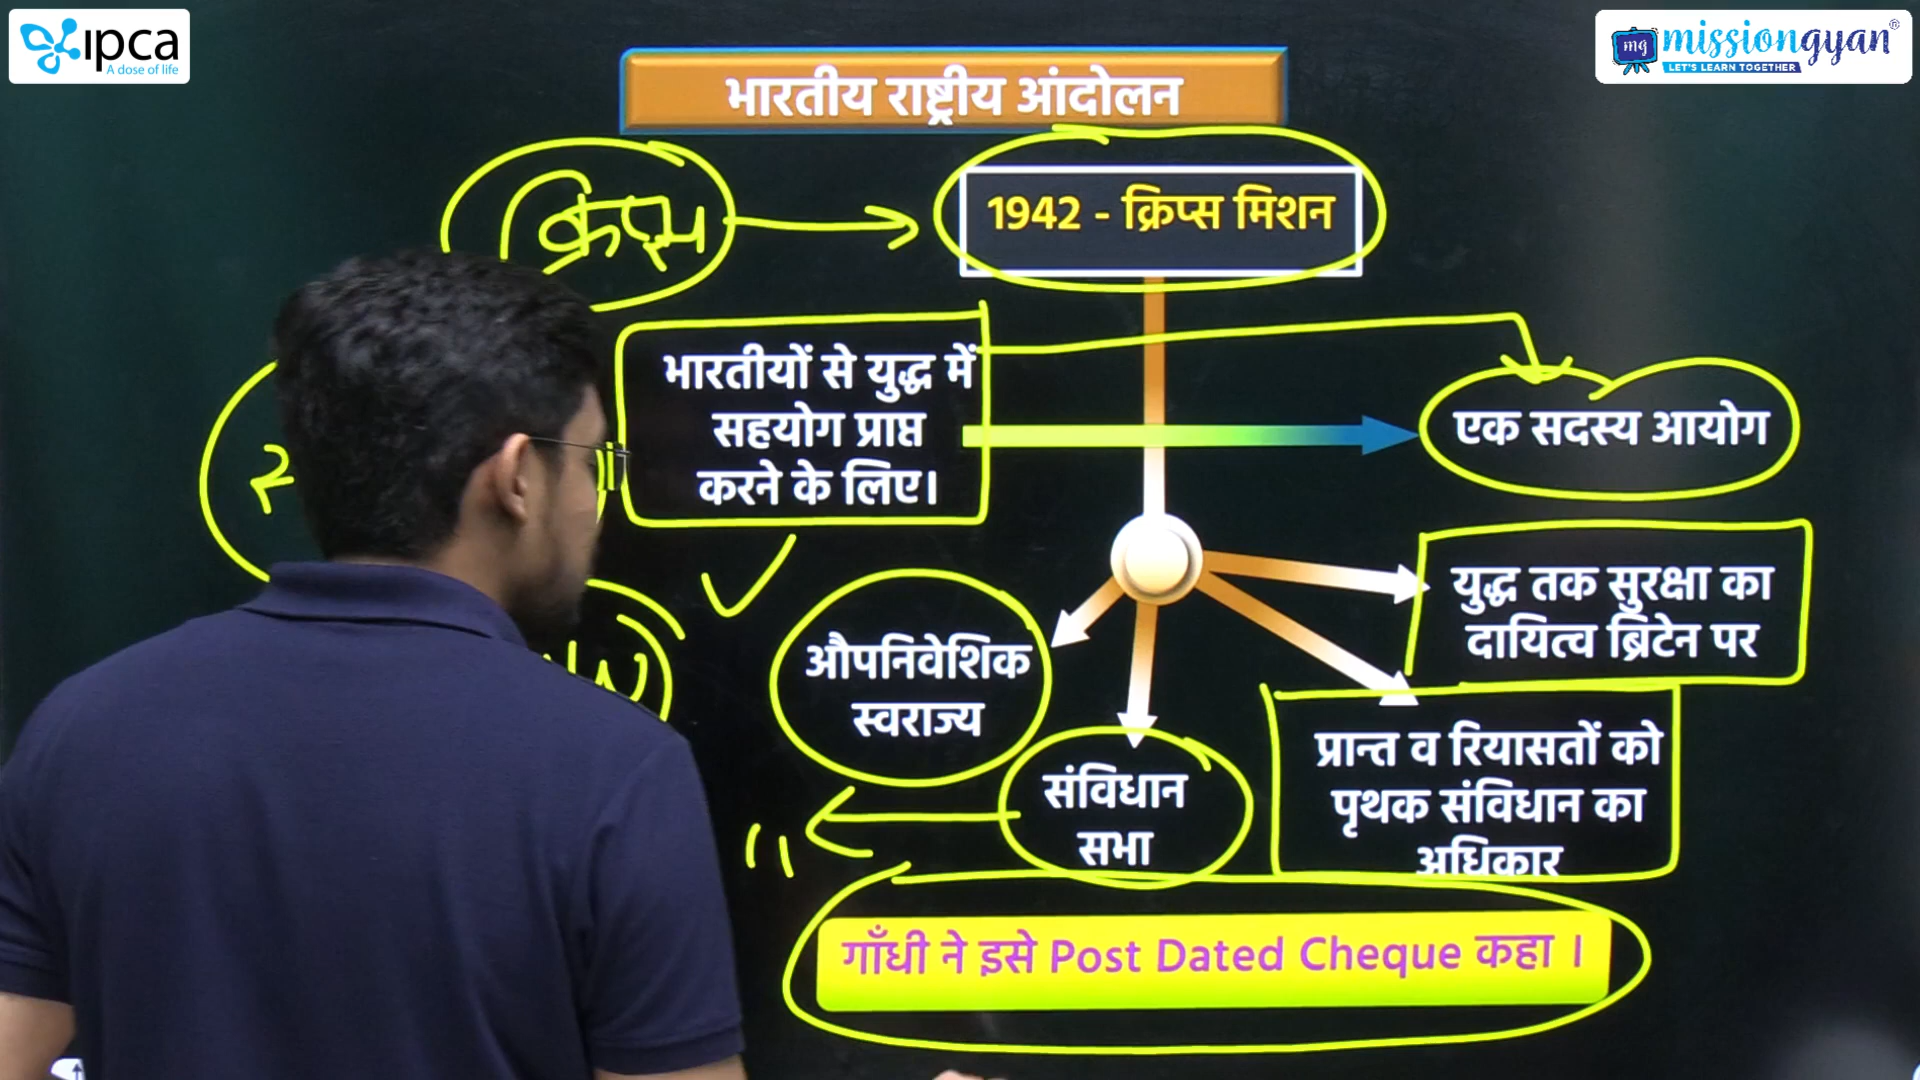 ipca
A dose of life
mg missiongyan®
LET'S LEARN TOGETHER
भारतीय राष्ट्रीय आंदोलन
1942 - क्रिप्स मिशन
भारतीयों से युद्ध में
सहयोग प्राप्त
करने के लिए।
एक सदस्य आयोग
युद्ध तक सुरक्षा का
दायित्व ब्रिटेन पर
औपनिवेशिक
स्वराज्य
संविधान
सभा
प्रान्त व रियासतों को
पृथक संविधान का
अधिकार
गाँधी ने इसे Post Dated Cheque कहा ।